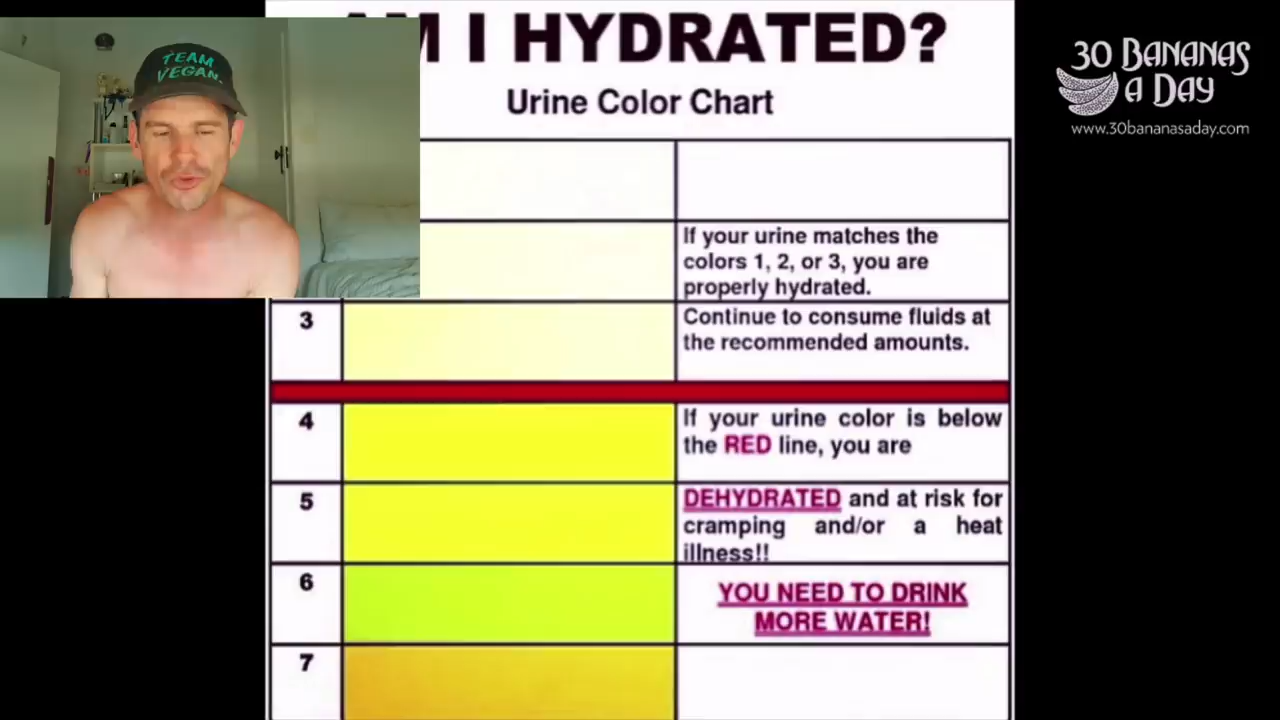 AM I HYDRATED?
Urine Color Chart
TEAM
VEGAN.
30 BANANAS
A DAY
www.30bananasaday.com
If your urine matches the
colors 1, 2, or 3, you are
properly hydrated.
3
Continue to consume fluids at
the recommended amounts.
4
If your urine color is below
the RED line, you are
5
DEHYDRATED and at risk for
cramping and/or a heat
illness!!
6
YOU NEED TO DRINK
MORE WATER!
7